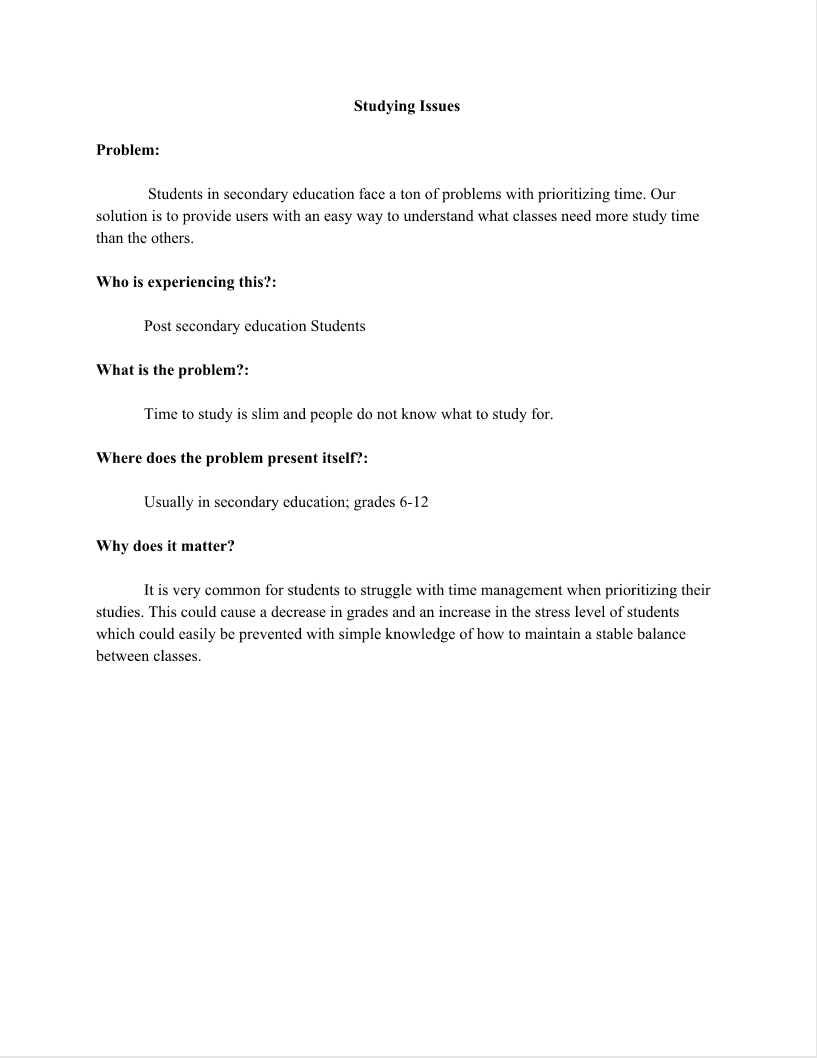 Studying Issues
Problem:
Students in secondary education face a ton of problems with prioritizing time. Our
solution is to provide users with an easy way to understand what classes need more study time
than the others.
Who is experiencing this?:
Post secondary education Students
What is the problem?:
Time to study is slim and people do not know what to study for.
Where does the problem present itself?:
Usually in secondary education; grades 6-12
Why does it matter?
It is very common for students to struggle with time management when prioritizing their
studies. This could cause a decrease in grades and an increase in the stress level of students
which could easily be prevented with simple knowledge of how to maintain a stable balance
between classes.